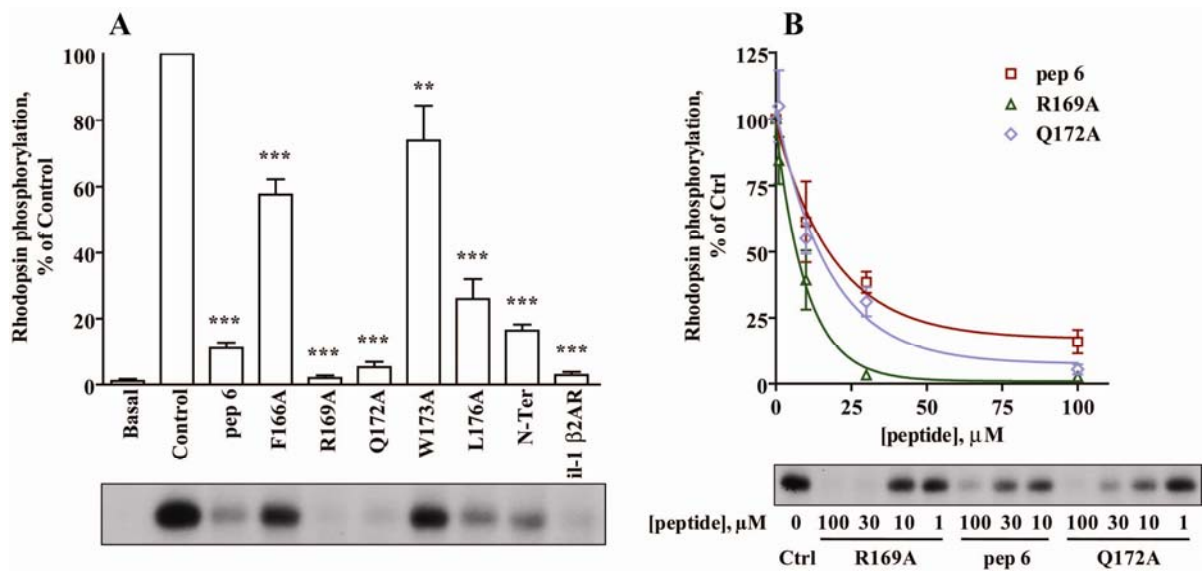 A
Rhodopsin phosphorylation,
% of Control
100
80
60
40
20
0
***
***
***
***
**
***
***
***
Basal
Control
pep 6
F166A
R169A
Q172A
W173A
L176A
N-Ter
il-1 β2AR
B
Rhodopsin phosphorylation,
% of Ctrl
125
100
75
50
25
0
pep 6
R169A
Q172A
0 25 50 75 100
[peptide], μM
[peptide], μM 0 100 30 10 1 100 30 10 100 30 10 1
Ctrl R169A pep 6 Q172A